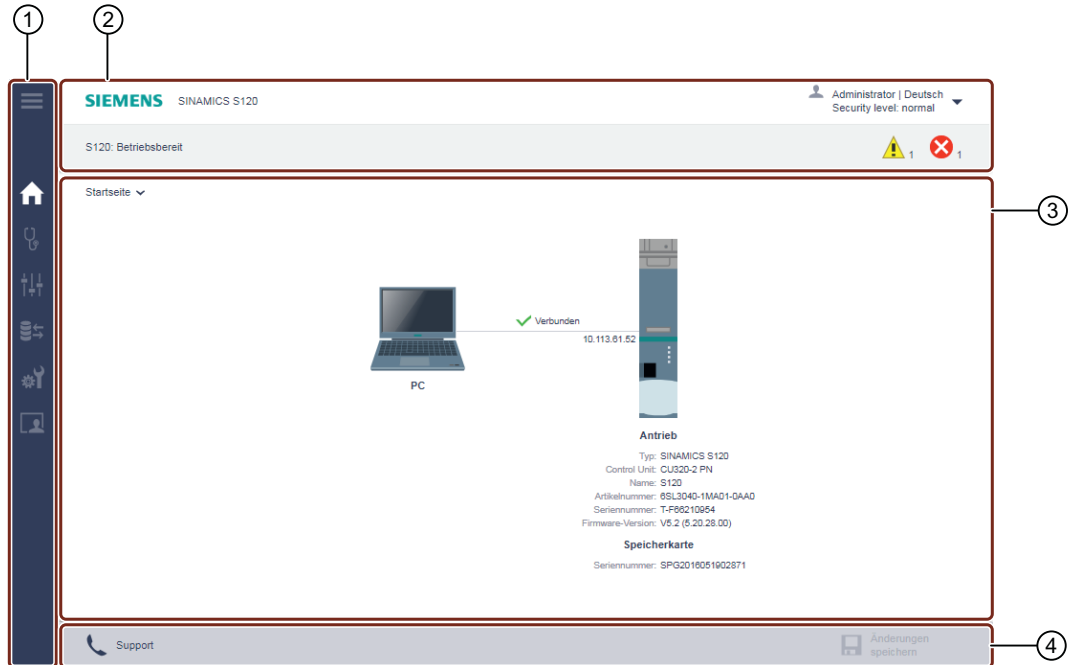 1
2
SIEMENS SINAMICS S120
Administrator | Deutsch
Security level: normal
S120: Betriebsbereit
1
1
Startseite
3
Verbunden
10.113.61.52
PC
Antrieb
Typ: SINAMICS S120
Control Unit: CU320-2 PN
Name: S120
Artikelnummer: 6SL3040-1MA01-0AA0
Seriennummer: T-F66210954
Firmware-Version: V5.2 (5.20.28.00)
Speicherkarte
Seriennummer: SPG2016051902871
Support
Änderungen
speichern
4